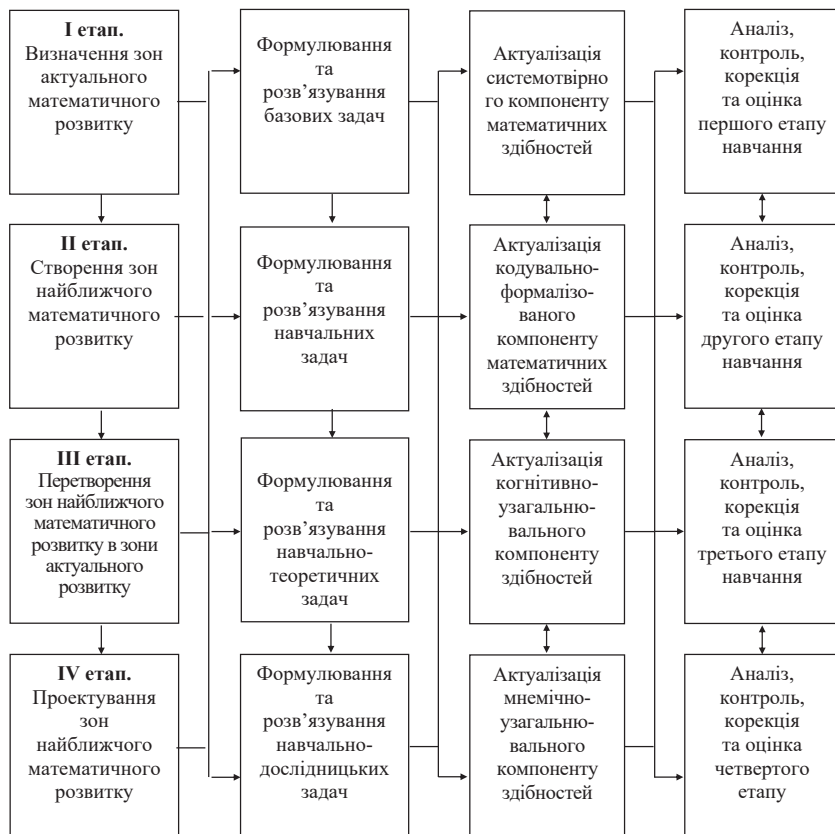 І етап.
Визначення зон
актуального
математичного
розвитку
Формулювання
та
розв’язування
базових задач
Актуалізація
системотвірно
го компоненту
математичних
здібностей
Аналіз,
контроль,
корекція
та оцінка
першого етапу
навчання
ІІ етап.
Створення зон
найближчого
математичного
розвитку
Формулювання
та
розв’язування
навчальних
задач
Актуалізація
кодувально-
формалізо-
ваного
компоненту
математичних
здібностей
Аналіз,
контроль,
корекція
та оцінка
другого етапу
навчання
ІІІ етап.
Перетворення
зон найближчого
математичного
розвитку в зони
актуального
розвитку
Формулювання
та
розв’язування
навчально-
теоретичних
задач
Актуалізація
когнітивно-
узагальню-
вального
компоненту
здібностей
Аналіз,
контроль,
корекція
та оцінка
третього етапу
навчання
IV етап.
Проектування
зон
найближчого
математичного
розвитку
Формулювання
та
розв’язування
навчально-
дослідницьких
задач
Актуалізація
мнемічно-
узагальню-
вального
компоненту
здібностей
Аналіз,
контроль,
корекція
та оцінка
четвертого
етапу